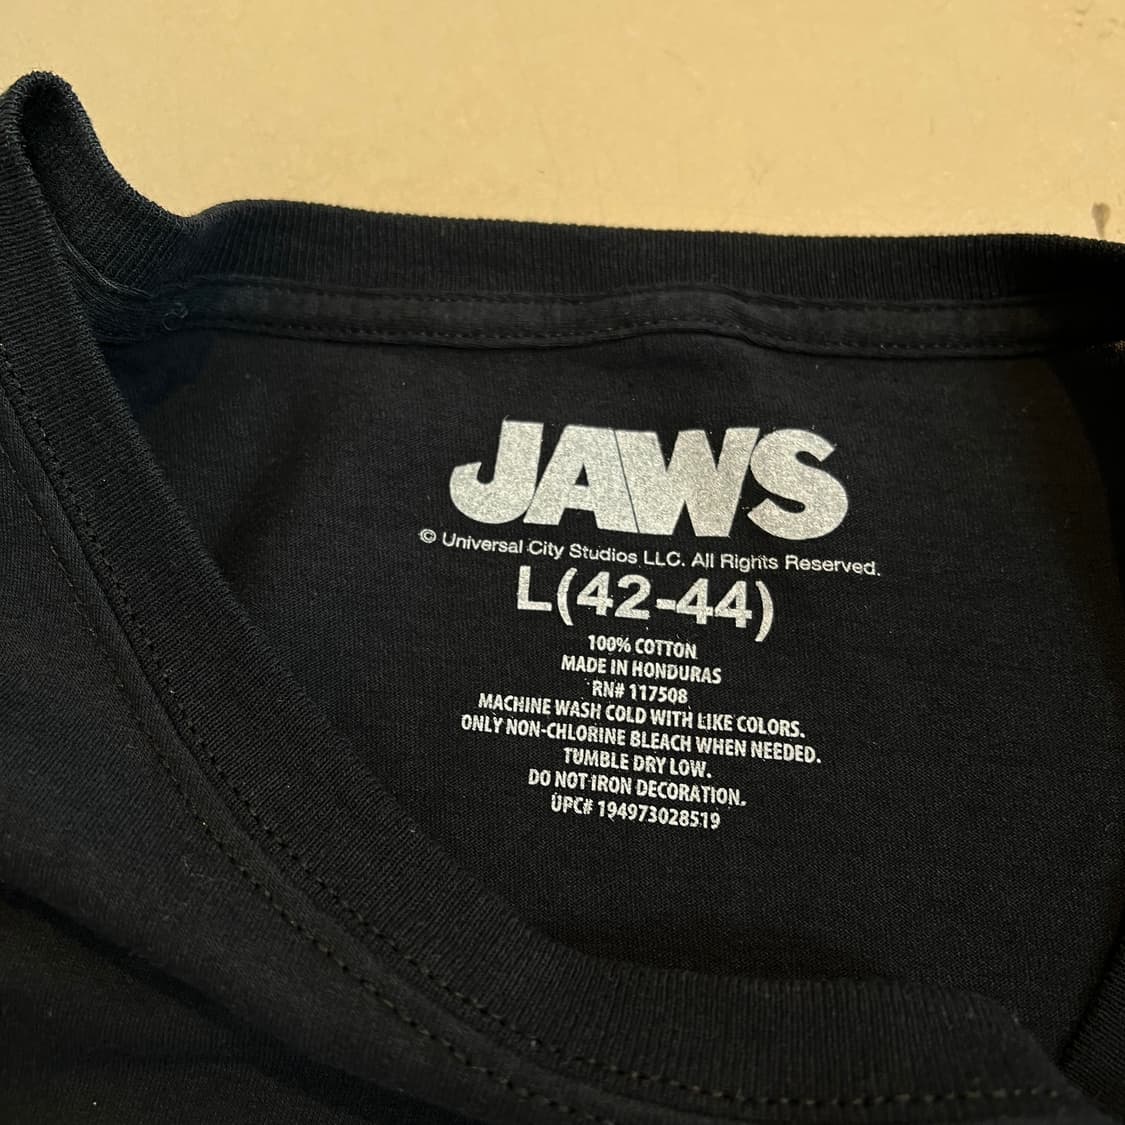 JAWS
© Universal City Studios LLC. All Rights Reserved.
L(42-44)
100% COTTON
MADE IN HONDURAS
RN# 117508
MACHINE WASH COLD WITH LIKE COLORS.
ONLY NON-CHLORINE BLEACH WHEN NEEDED.
TUMBLE DRY LOW.
DO NOT IRON DECORATION.
UPC# 194973028519